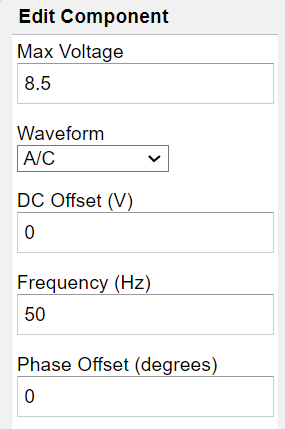 Edit Component
Max Voltage
8.5
Waveform
A/C
DC Offset (V)
0
Frequency (Hz)
50
Phase Offset (degrees)
0